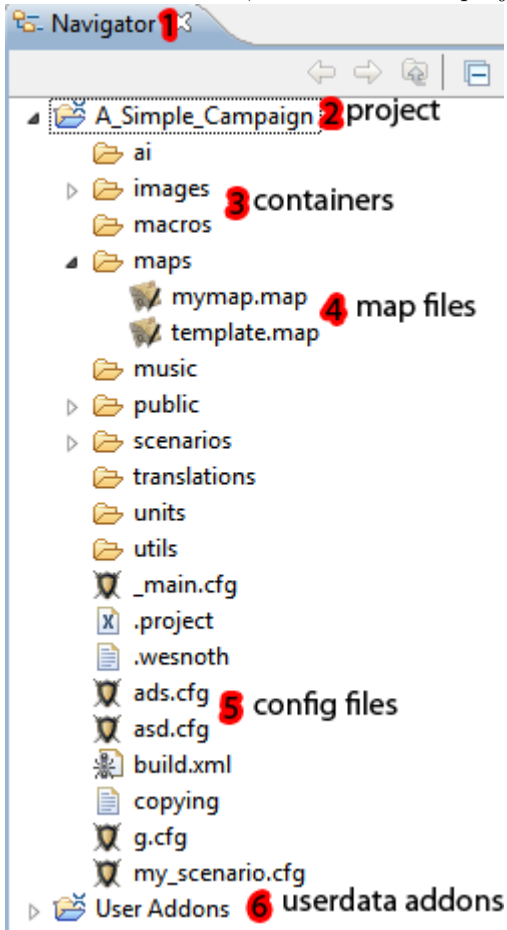 Navigator 1
A_Simple_Campaign 2 project
ai
images
3 containers
macros
maps
mymap.map
4 map files
template.map
music
public
scenarios
translations
units
utils
_main.cfg
.project
.wesnoth
ads.cfg
5 config files
asd.cfg
build.xml
copying
g.cfg
my_scenario.cfg
User Addons 6 userdata addons